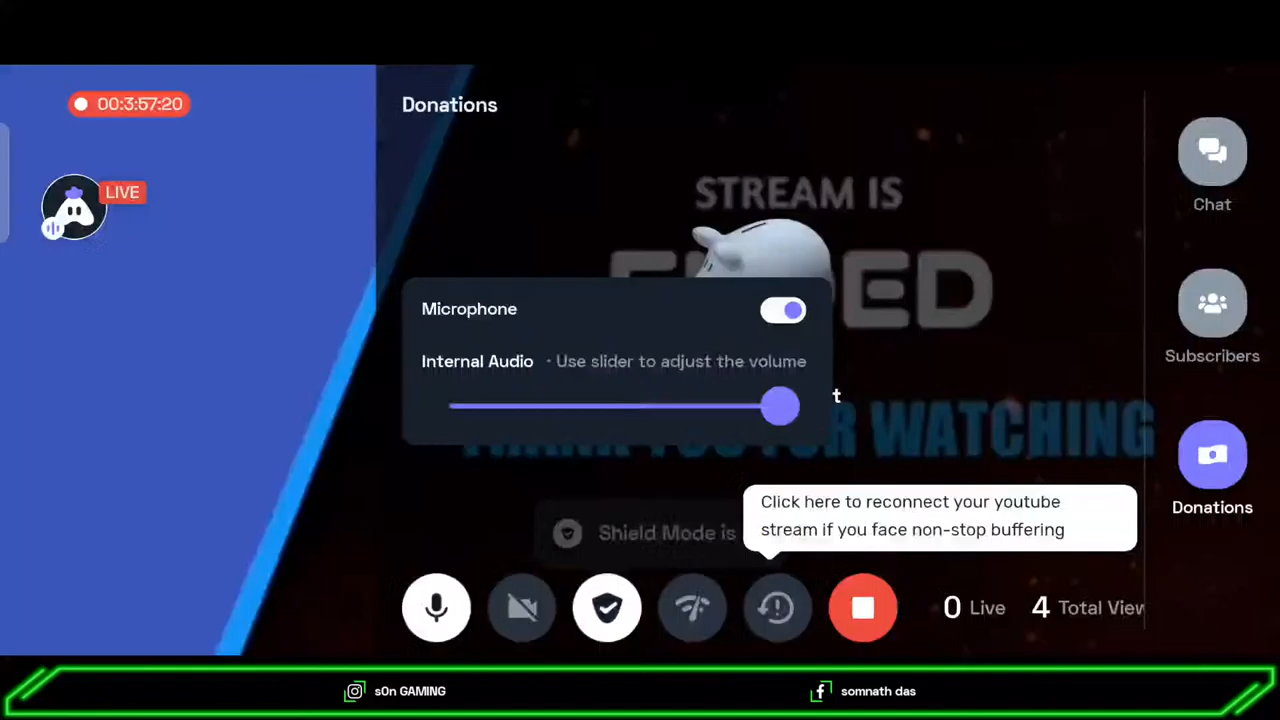 00:3:57:20
LIVE
Donations
STREAM IS
Microphone
Internal Audio · Use slider to adjust the volume
t
WATCHING
Click here to reconnect your youtube
stream if you face non-stop buffering
Shield Mode is
0 Live 4 Total View
Chat
Subscribers
Donations
s0n GAMING
somnath das